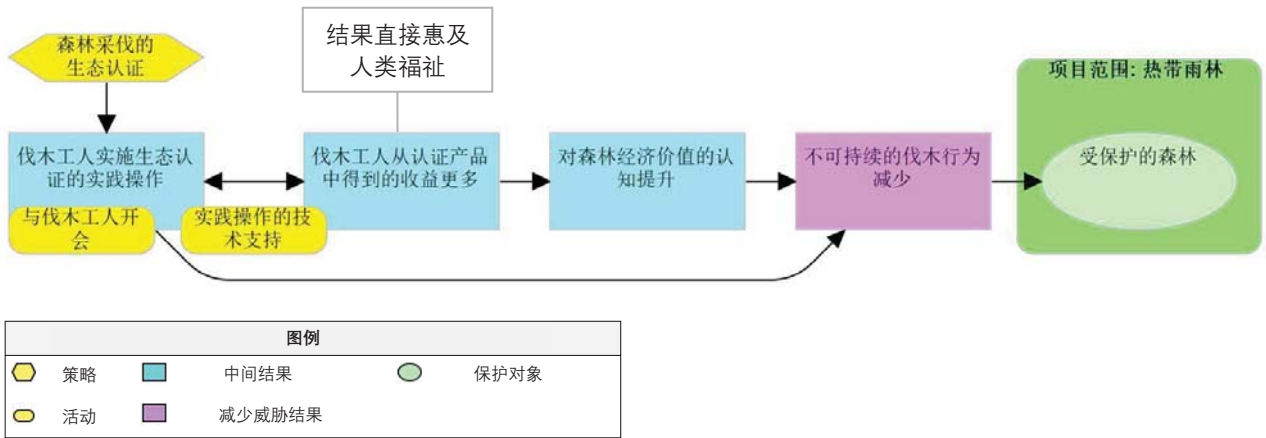 森林采伐的
生态认证
结果直接惠及
人类福祉
项目范围: 热带雨林
伐木工人实施生态认
证的实践操作
伐木工人从认证产品
中得到的收益更多
对森林经济价值的认
知提升
不可持续的伐木行为
减少
受保护的森林
与伐木工人开
会
实践操作的技
术支持
图例
策略
中间结果
保护对象
活动
减少威胁结果